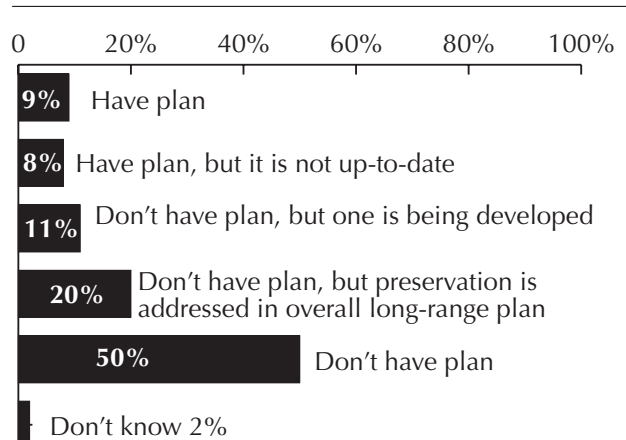 0 20% 40% 60% 80% 100%
9% Have plan
8% Have plan, but it is not up-to-date
11% Don’t have plan, but one is being developed
20% Don’t have plan, but preservation is
addressed in overall long-range plan
50% Don’t have plan
Don’t know 2%